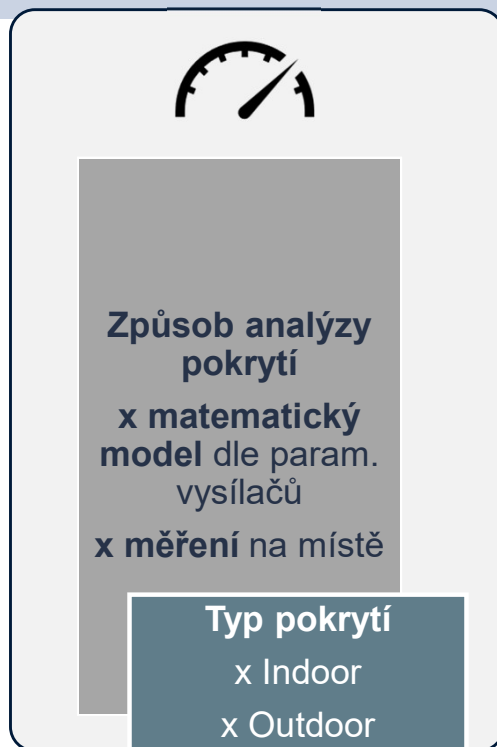 Způsob analýzy
pokrytí
x matematický
model dle param.
vysílačů
x měření na místě
Typ pokrytí
x Indoor
x Outdoor